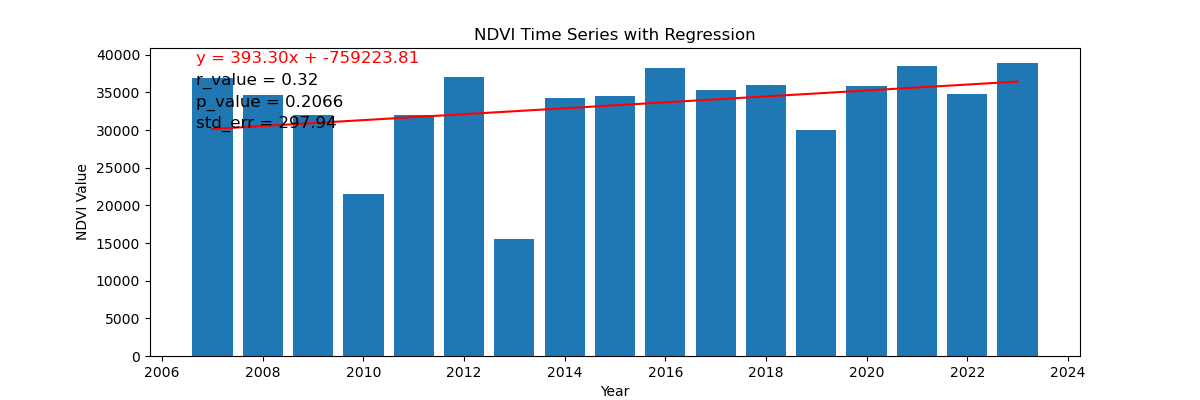 NDVI Time Series with Regression
y = 393.30x + -759223.81
r_value = 0.32
p_value = 0.2066
std_err = 297.94
NDVI Value
40000
35000
30000
25000
20000
15000
10000
5000
0
2006 2008 2010 2012 2014 2016 2018 2020 2022 2024
Year